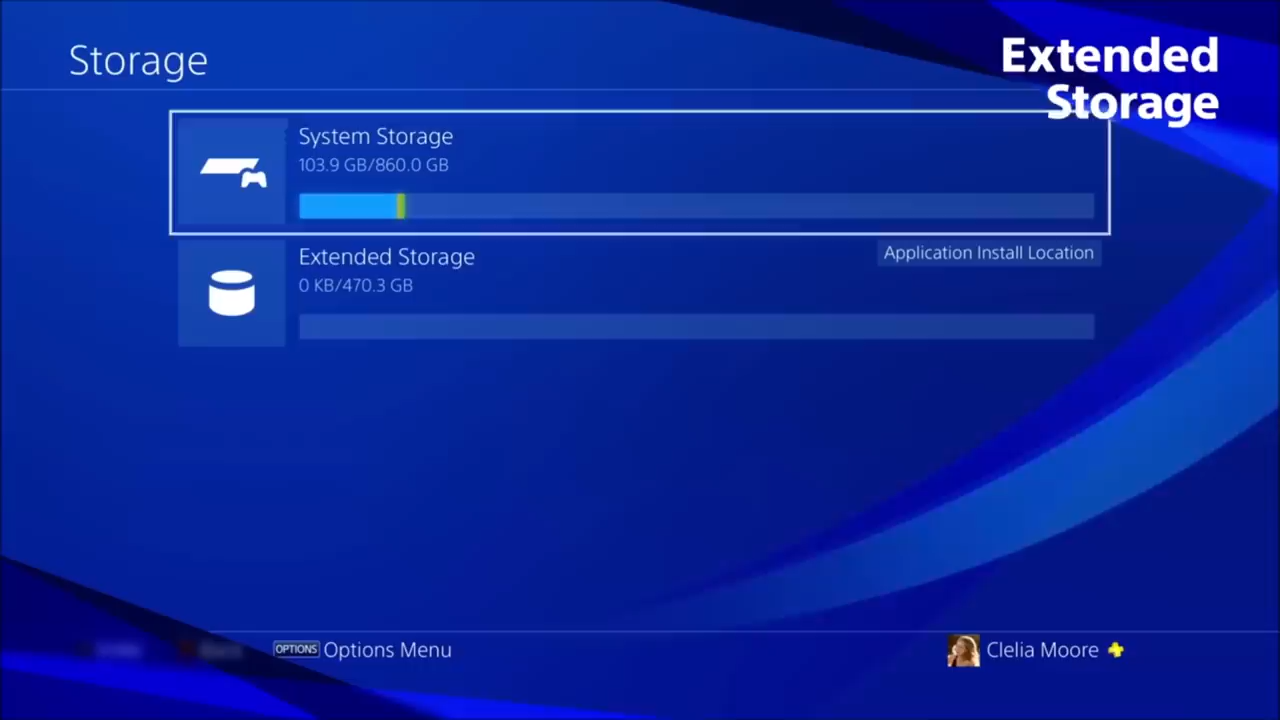 Storage
Extended
Storage
System Storage
103.9 GB/860.0 GB
Extended Storage
Application Install Location
0 KB/470.3 GB
OPTIONS Options Menu
Clelia Moore